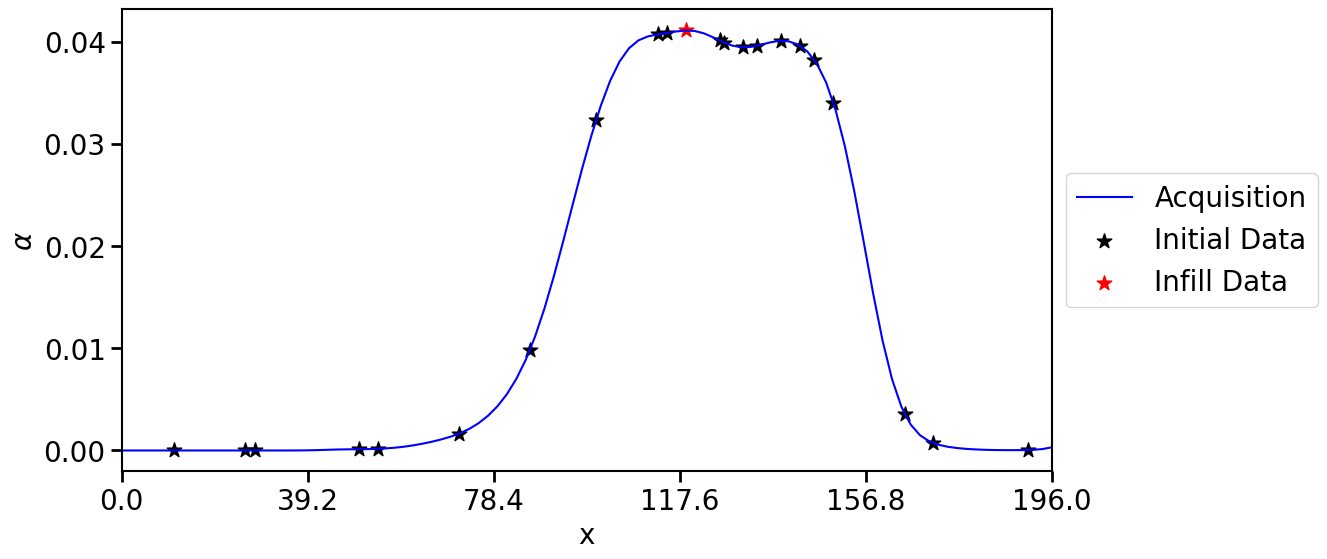 0.04
0.03
0.02
0.01
0.00
α
0.0 39.2 78.4 117.6 156.8 196.0
x
Acquisition
Initial Data
Infill Data